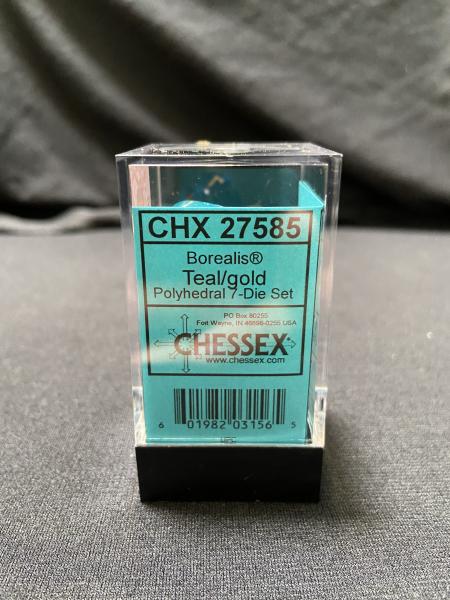 CHX 27585
Borealis®
Teal/gold
Polyhedral 7-Die Set
PO Box 80255
Fort Wayne, IN 46898-0255 USA
CHESSEX
www.chessex.com
6 01982 03156 5